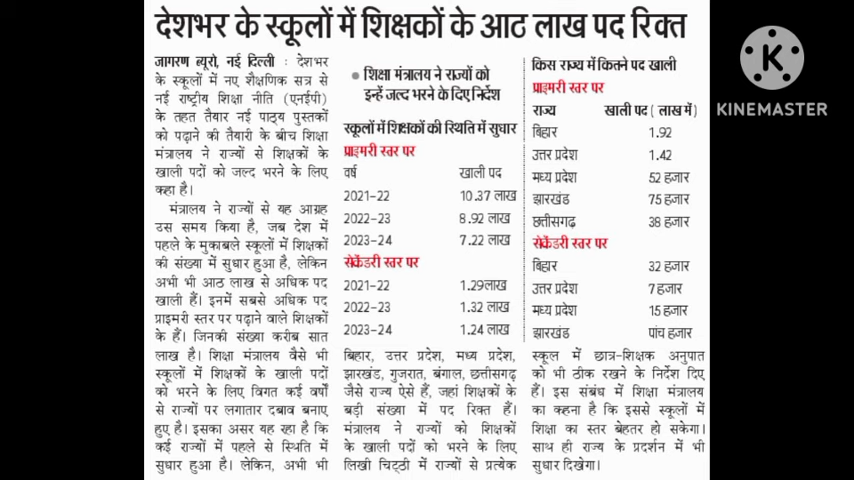 देशभर के स्कूलों में शिक्षकों के आठ लाख पद रिक्त
जागरण ब्यूरो, नई दिल्ली : देशभर
के स्कूलों में नए शैक्षणिक सत्र से
नई राष्ट्रीय शिक्षा नीति (एनईपी)
के तहत तैयार नई पाठ्य पुस्तकों
को पढ़ाने की तैयारी के बीच शिक्षा
मंत्रालय ने राज्यों से शिक्षकों के
खाली पदों को जल्द भरने के लिए
कहा है।
मंत्रालय ने राज्यों से यह आग्रह
उस समय किया है, जब देश में
पहले के मुकाबले स्कूलों में शिक्षकों
की संख्या में सुधार हुआ है, लेकिन
अभी भी आठ लाख से अधिक पद
खाली हैं। इनमें सबसे अधिक पद
प्राइमरी स्तर पर पढ़ाने वाले शिक्षकों
के हैं। जिनकी संख्या करीब सात
लाख है। शिक्षा मंत्रालय वैसे भी
स्कूलों में शिक्षकों के खाली पदों
को भरने के लिए विगत कई वर्षों
से राज्यों पर लगातार दबाव बनाए
हुए है। इसका असर यह रहा है कि
कई राज्यों में पहले से स्थिति में
सुधार हुआ है। लेकिन, अभी भी
● शिक्षा मंत्रालय ने राज्यों को
इन्हें जल्द भरने के दिए निर्देश
स्कूलों में शिक्षकों की स्थिति में सुधार
प्राइमरी स्तर पर
वर्ष खाली पद
2021-22 10.37 लाख
2022-23 8.92 लाख
2023-24 7.22 लाख
सेकेंडरी स्तर पर
2021-22 1.29लाख
2022-23 1.32 लाख
2023-24 1.24 लाख
बिहार, उत्तर प्रदेश, मध्य प्रदेश,
झारखंड, गुजरात, बंगाल, छत्तीसगढ़
जैसे राज्य ऐसे हैं, जहां शिक्षकों के
बड़ी संख्या में पद रिक्त हैं।
मंत्रालय ने राज्यों को शिक्षकों
के खाली पदों को भरने के लिए
लिखी चिट्ठी में राज्यों से प्रत्येक
किस राज्य में कितने पद खाली
प्राइमरी स्तर पर
राज्य खाली पद ( लाख में)
बिहार 1.92
उत्तर प्रदेश 1.42
मध्य प्रदेश 52 हजार
झारखंड 75 हजार
छत्तीसगढ़ 38 हजार
सेकेंडरी स्तर पर
बिहार 32 हजार
उत्तर प्रदेश 7 हजार
मध्य प्रदेश 15 हजार
झारखंड पांच हजार
स्कूल में छात्र-शिक्षक अनुपात
को भी ठीक रखने के निर्देश दिए
हैं। इस संबंध में शिक्षा मंत्रालय
का कहना है कि इससे स्कूलों में
शिक्षा का स्तर बेहतर हो सकेगा।
साथ ही राज्य के प्रदर्शन में भी
सुधार दिखेगा।
KINEMASTER